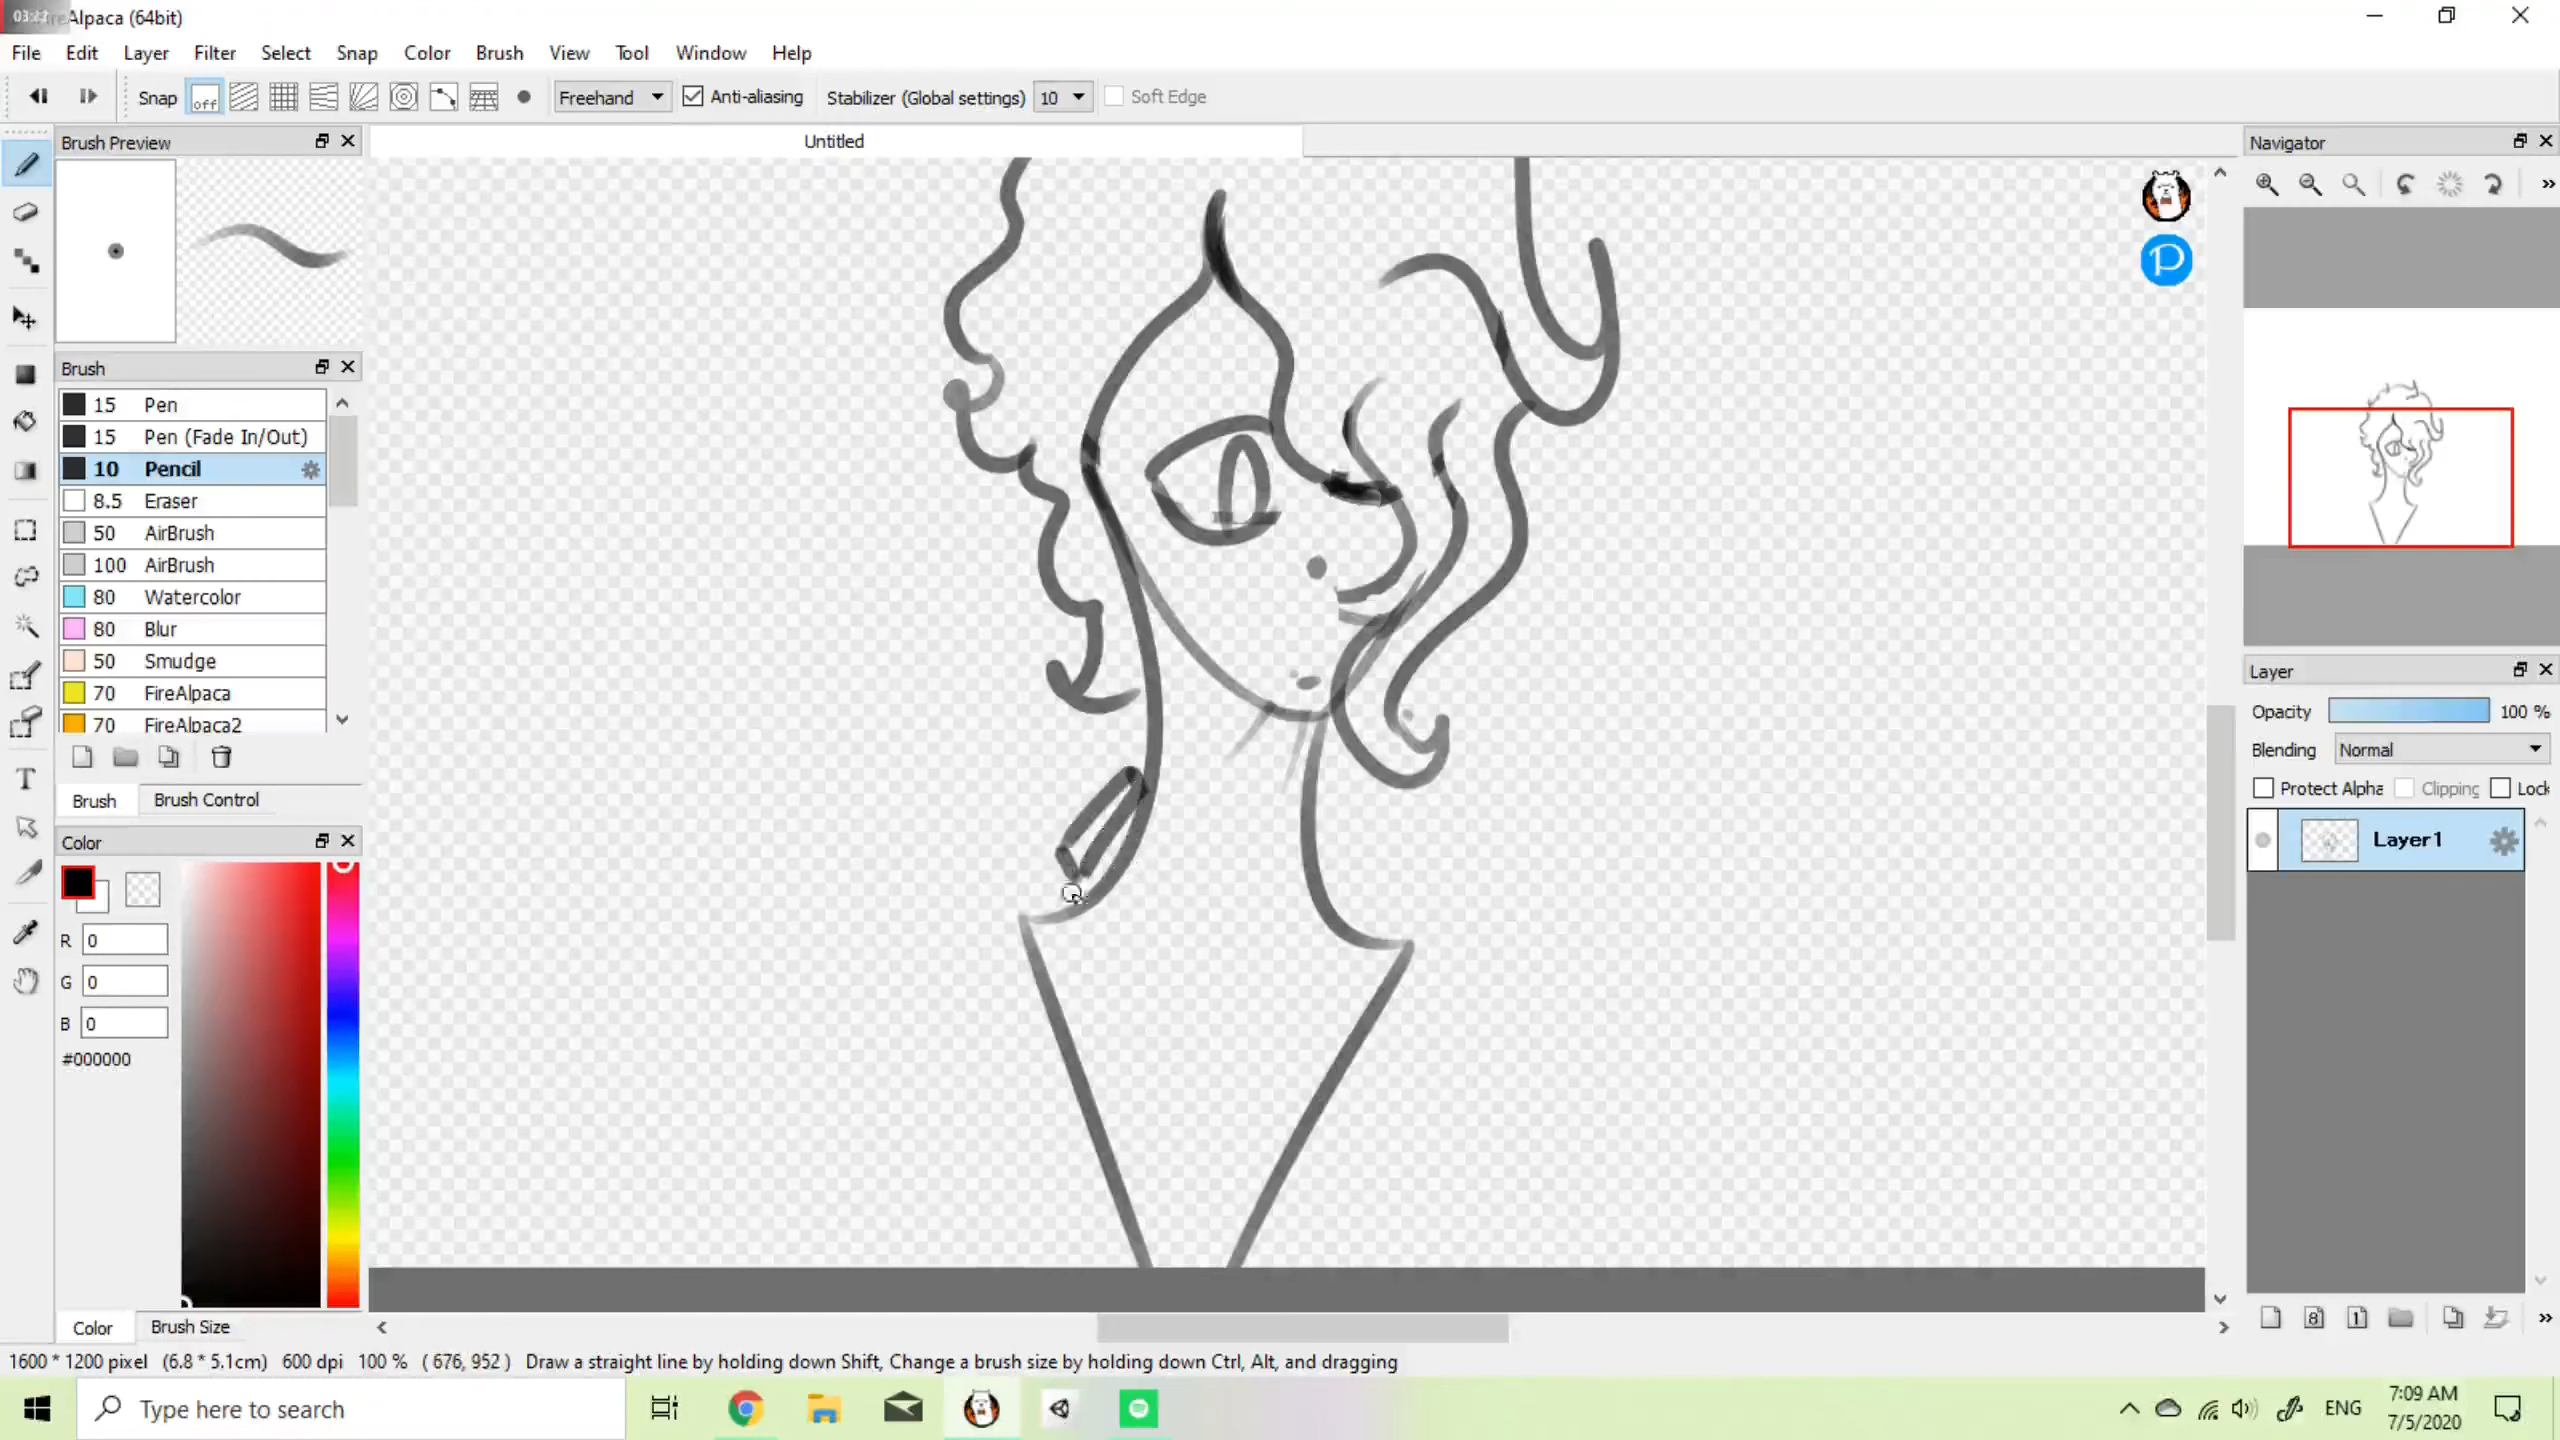 Alpaca (64bit)
File Edit Layer Filter Select Snap Color Brush View Tool Window Help
Snap off Freehand Anti-aliasing Stabilizer (Global settings) 10 Soft Edge
Brush Preview
Untitled
Navigator
Brush
15 Pen
15 Pen (Fade In/Out)
10 Pencil
8.5 Eraser
50 AirBrush
100 AirBrush
80 Watercolor
80 Blur
50 Smudge
70 FireAlpaca
70 FireAlpaca2
Brush Brush Control
Color
R 0
G 0
B 0
#000000
Color Brush Size
Layer
Opacity 100 %
Blending Normal
Protect Alpha Clipping Lock
Layer1
8 1
1600 * 1200 pixel (6.8 * 5.1cm) 600 dpi 100 % ( 676, 952 ) Draw a straight line by holding down Shift, Change a brush size by holding down Ctrl, Alt, and dragging
Type here to search
ENG
7:09 AM
7/5/2020